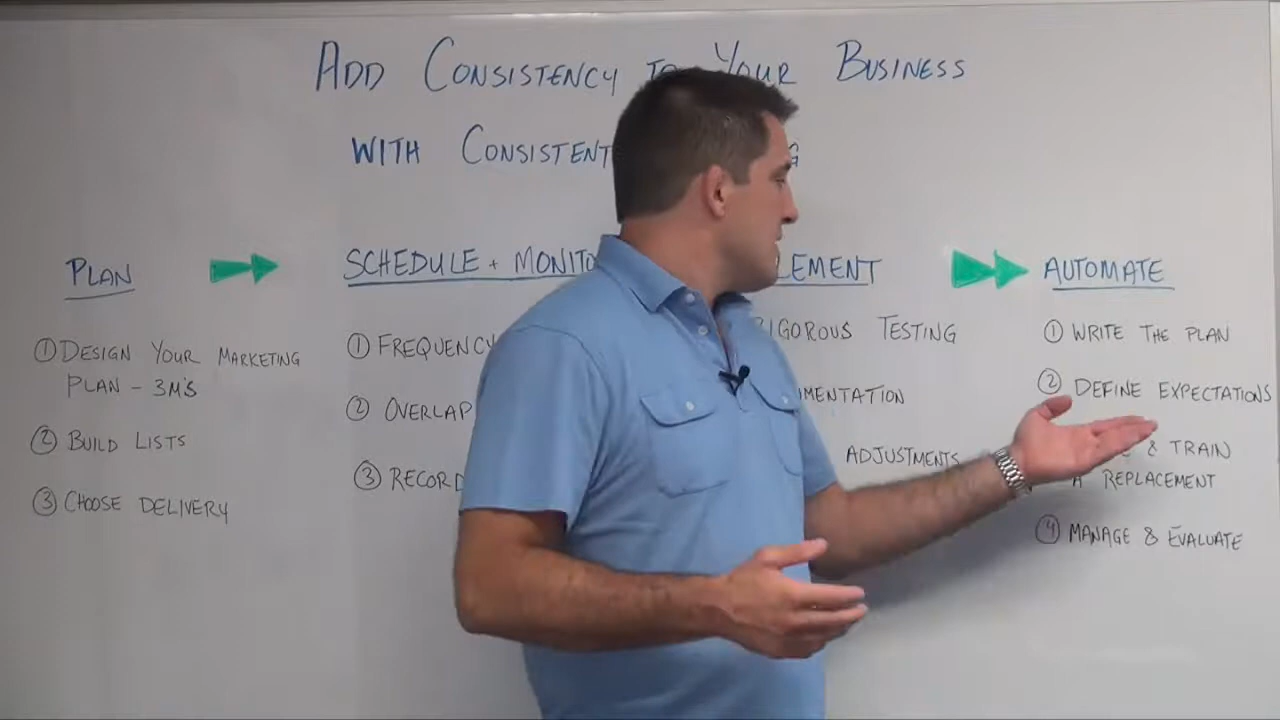 ADD CONSISTENCY TO YOUR BUSINESS
WITH CONSISTENT
PLAN
① DESIGN YOUR MARKETING
PLAN - 3M'S
② BUILD LISTS
③ CHOOSE DELIVERY
SCHEDULE + MONITO
① FREQUENCY
② OVERLAP
③ RECORD
LEMENT
RIGOROUS TESTING
MENTATION
ADJUSTMENTS
AUTOMATE
① WRITE THE PLAN
② DEFINE EXPECTATIONS
& TRAIN
A REPLACEMENT
④ MANAGE & EVALUATE